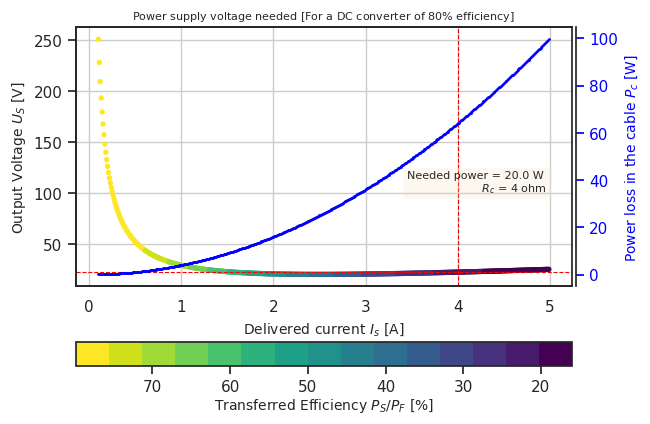 Power supply voltage needed [For a DC converter of 80% efficiency]
250
200
150
100
50
Output Voltage U_S [V]
100
80
60
40
20
0
Power loss in the cable P_c [W]
Needed power = 20.0 W
R_c = 4 ohm
0 1 2 3 4 5
Delivered current I_s [A]
70 60 50 40 30 20
Transferred Efficiency P_S/P_F [%]